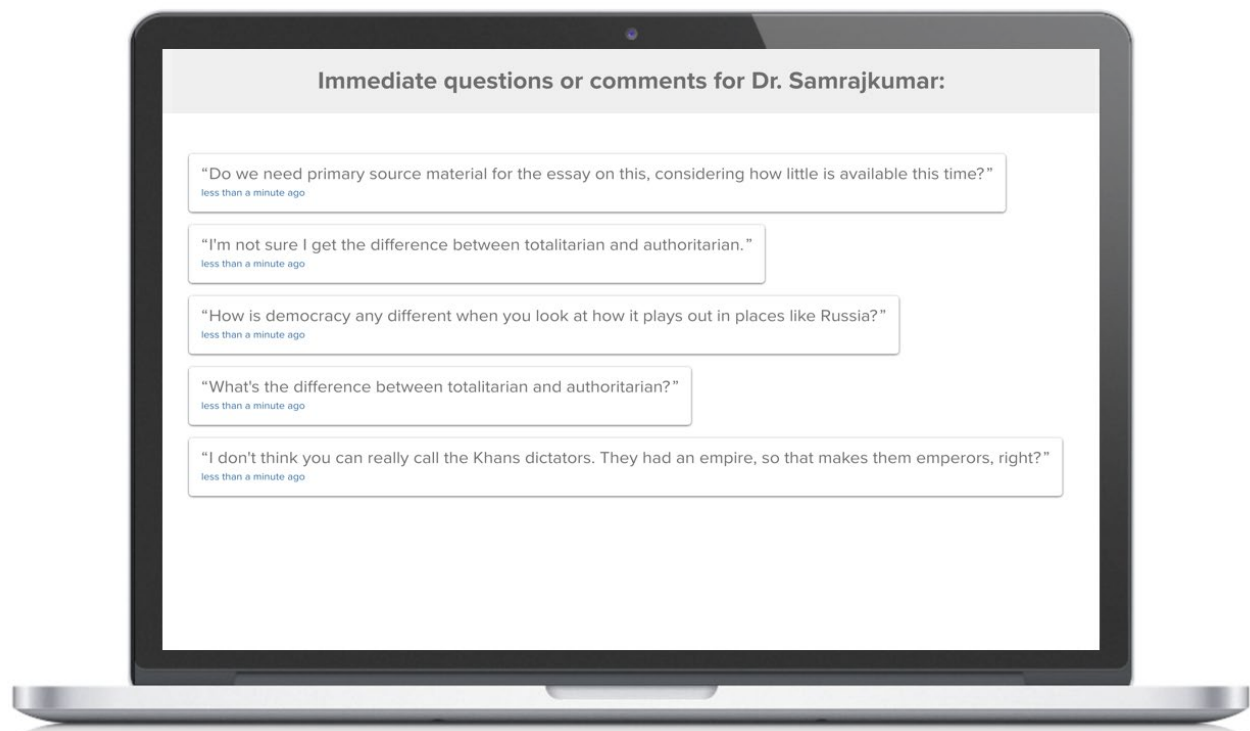 Immediate questions or comments for Dr. Samrajkumar:
“Do we need primary source material for the essay on this, considering how little is available this time?”
less than a minute ago
“I'm not sure I get the difference between totalitarian and authoritarian.”
less than a minute ago
“How is democracy any different when you look at how it plays out in places like Russia?”
less than a minute ago
“What's the difference between totalitarian and authoritarian?”
less than a minute ago
“I don't think you can really call the Khans dictators. They had an empire, so that makes them emperors, right?”
less than a minute ago